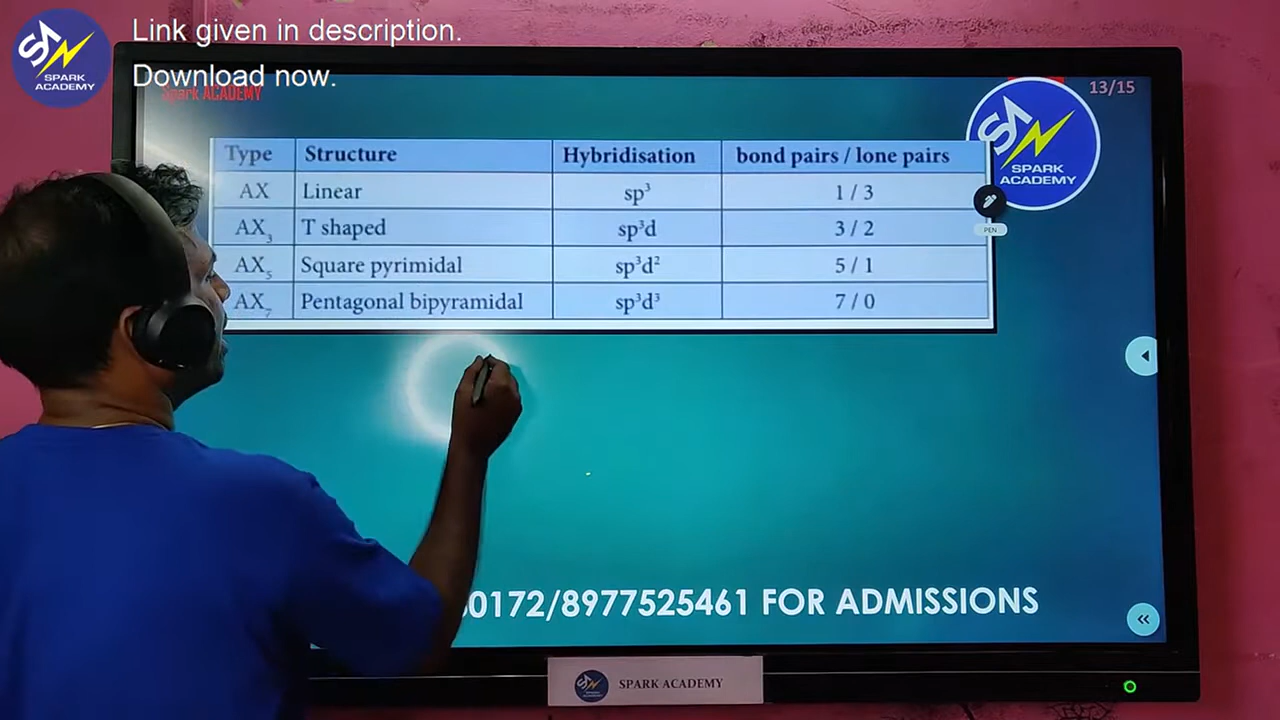 Link given in description.
Download now.
SPARK
ACADEMY
Spark ACADEMY
13/15
SPARK
ACADEMY
Type Structure Hybridisation bond pairs / lone pairs
AX Linear sp³ 1 / 3
AX₃ T shaped sp³d 3 / 2
AX₅ Square pyrimidal sp³d² 5 / 1
AX₇ Pentagonal bipyramidal sp³d³ 7 / 0
PEN
0172/8977525461 FOR ADMISSIONS
SPARK ACADEMY